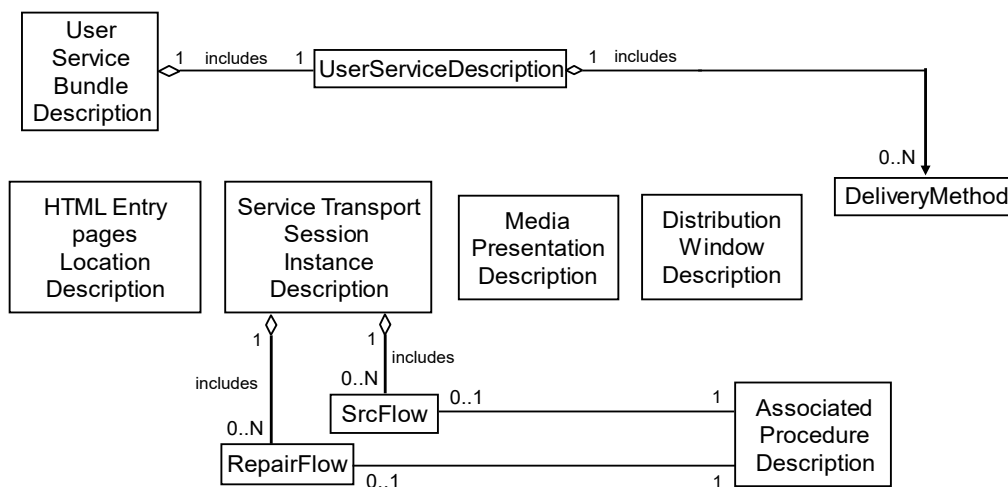 User
Service
Bundle
Description
1 includes 1
UserServiceDescription
1 includes
0..N
DeliveryMethod
HTML Entry
pages
Location
Description
Service Transport
Session
Instance
Description
Media
Presentation
Description
Distribution
Window
Description
1
includes
0..N
1
includes
0..N
SrcFlow
0..1 1
RepairFlow
0..1 1
Associated
Procedure
Description